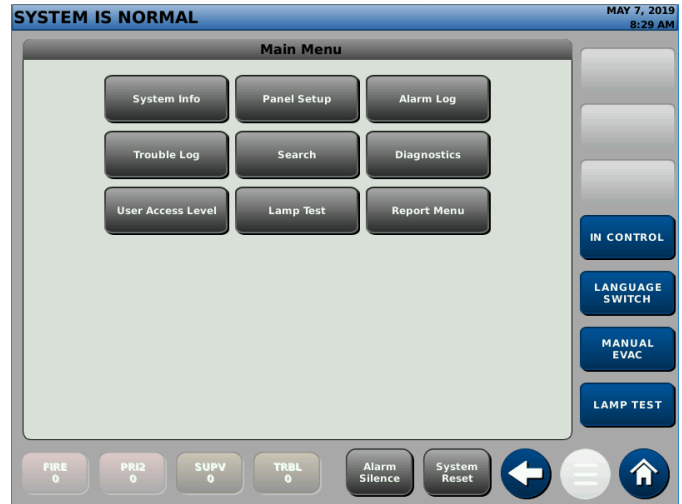 SYSTEM IS NORMAL
MAY 7, 2019
8:29 AM
Main Menu
System Info
Panel Setup
Alarm Log
Trouble Log
Search
Diagnostics
User Access Level
Lamp Test
Report Menu
IN CONTROL
LANGUAGE
SWITCH
MANUAL
EVAC
LAMP TEST
FIRE
0
PRI2
0
SUPV
0
TRBL
0
Alarm
Silence
System
Reset